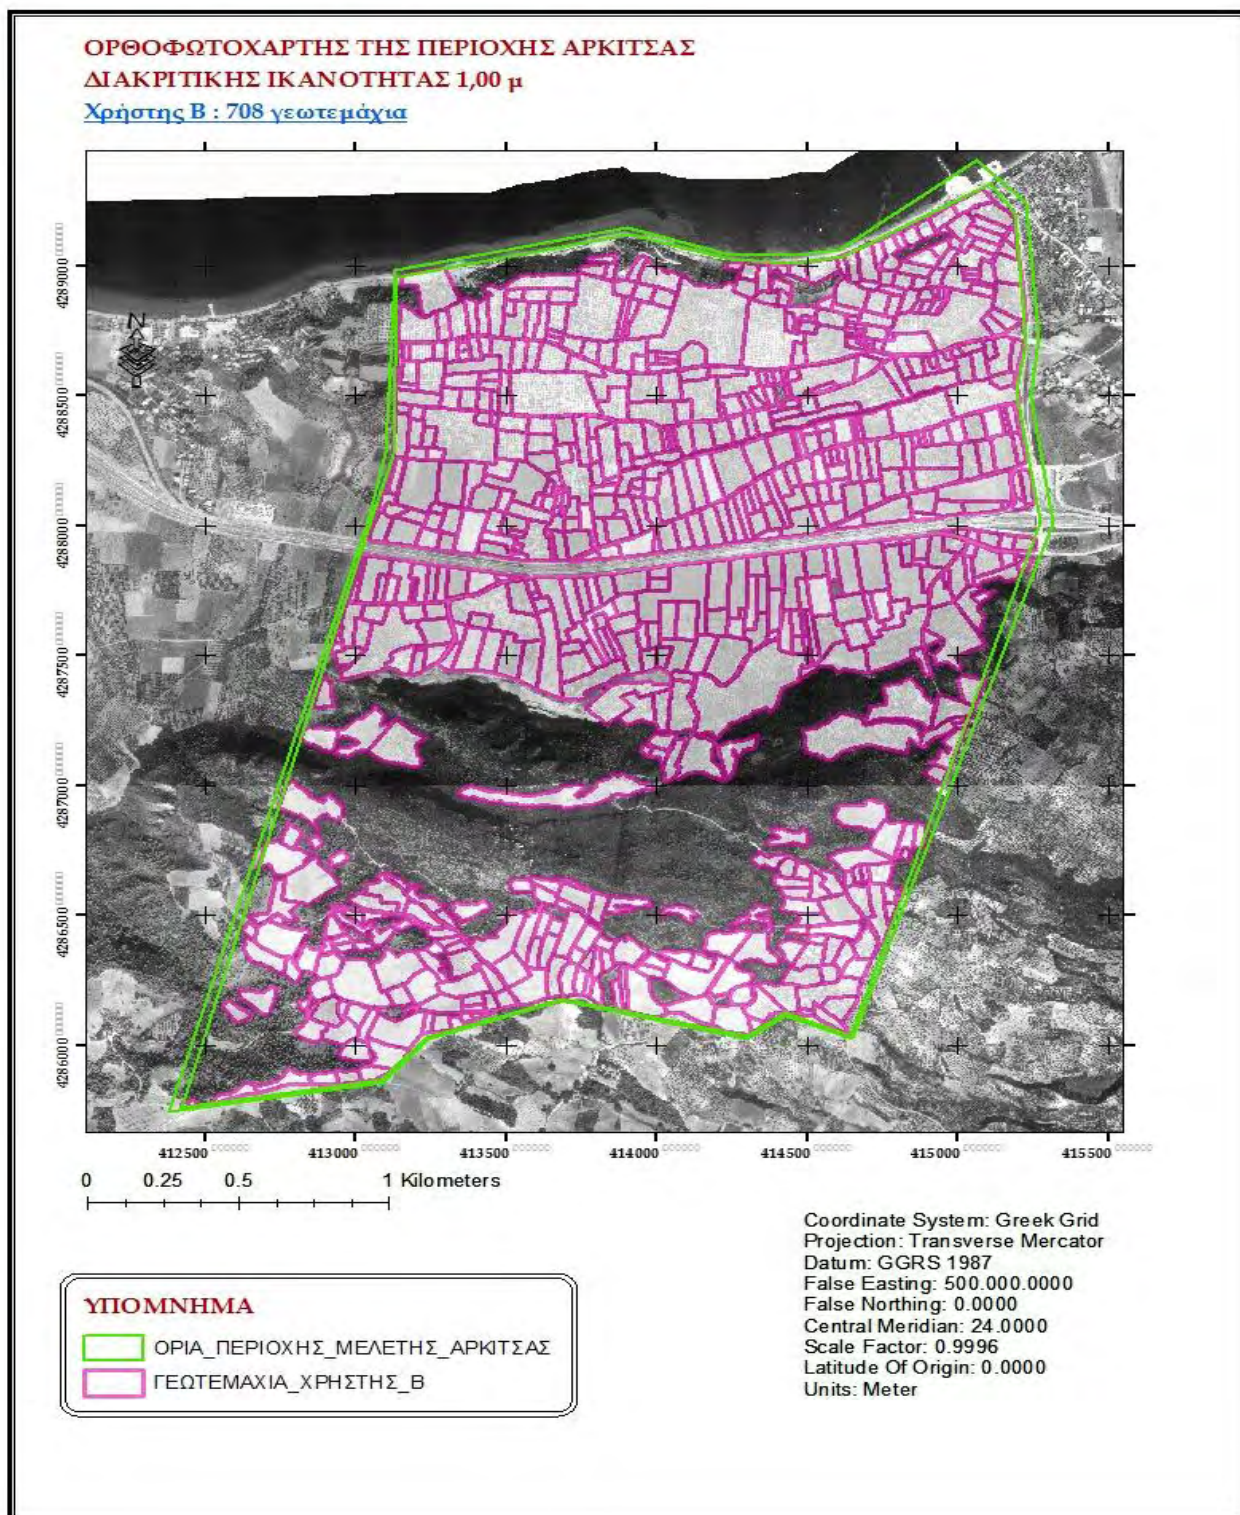 ΟΡΘΟΦΩΤΟΧΑΡΤΗΣ ΤΗΣ ΠΕΡΙΟΧΗΣ ΑΡΚΙΤΣΑΣ
ΔΙΑΚΡΙΤΙΚΗΣ ΙΚΑΝΟΤΗΤΑΣ 1,00 μ
Χρήστης Β : 708 γεωτεμάχια
N
4289000
4288500
4288000
4287500
4287000
4286500
4286000
412500 413000 413500 414000 414500 415000 415500
0 0.25 0.5 1 Kilometers
Coordinate System: Greek Grid
Projection: Transverse Mercator
Datum: GGRS 1987
False Easting: 500.000.0000
False Northing: 0.0000
Central Meridian: 24.0000
Scale Factor: 0.9996
Latitude Of Origin: 0.0000
Units: Meter
ΥΠΟΜΝΗΜΑ
ΟΡΙΑ_ΠΕΡΙΟΧΗΣ_ΜΕΛΕΤΗΣ_ΑΡΚΙΤΣΑΣ
ΓΕΩΤΕΜΑΧΙΑ_ΧΡΗΣΤΗΣ_Β